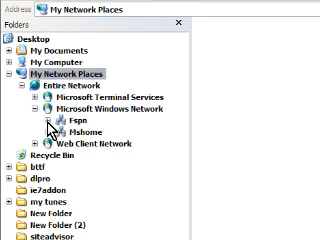 Address My Network Places
Folders
Desktop
My Documents
My Computer
My Network Places
Entire Network
Microsoft Terminal Services
Microsoft Windows Network
Fspn
Mshome
Web Client Network
Recycle Bin
bttf
dlpro
ie7addon
my tunes
New Folder
New Folder (2)
siteadvisor